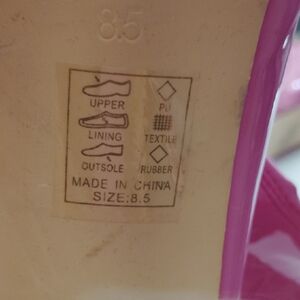 8.5
UPPER PU
LINING TEXTILE
OUTSOLE RUBBER
MADE IN CHINA
SIZE:8.5